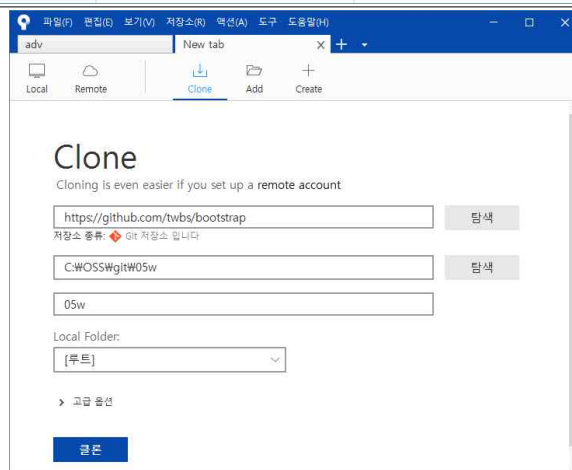 파일(F) 편집(E) 보기(V) 저장소(R) 액션(A) 도구 도움말(H)
adv New tab
Local Remote Clone Add Create
Clone
Cloning is even easier if you set up a remote account
https://github.com/twbs/bootstrap 탐색
저장소 종류: Git 저장소 입니다
C:₩OSS₩git₩05w 탐색
05w
Local Folder:
[루트]
고급 옵션
클론